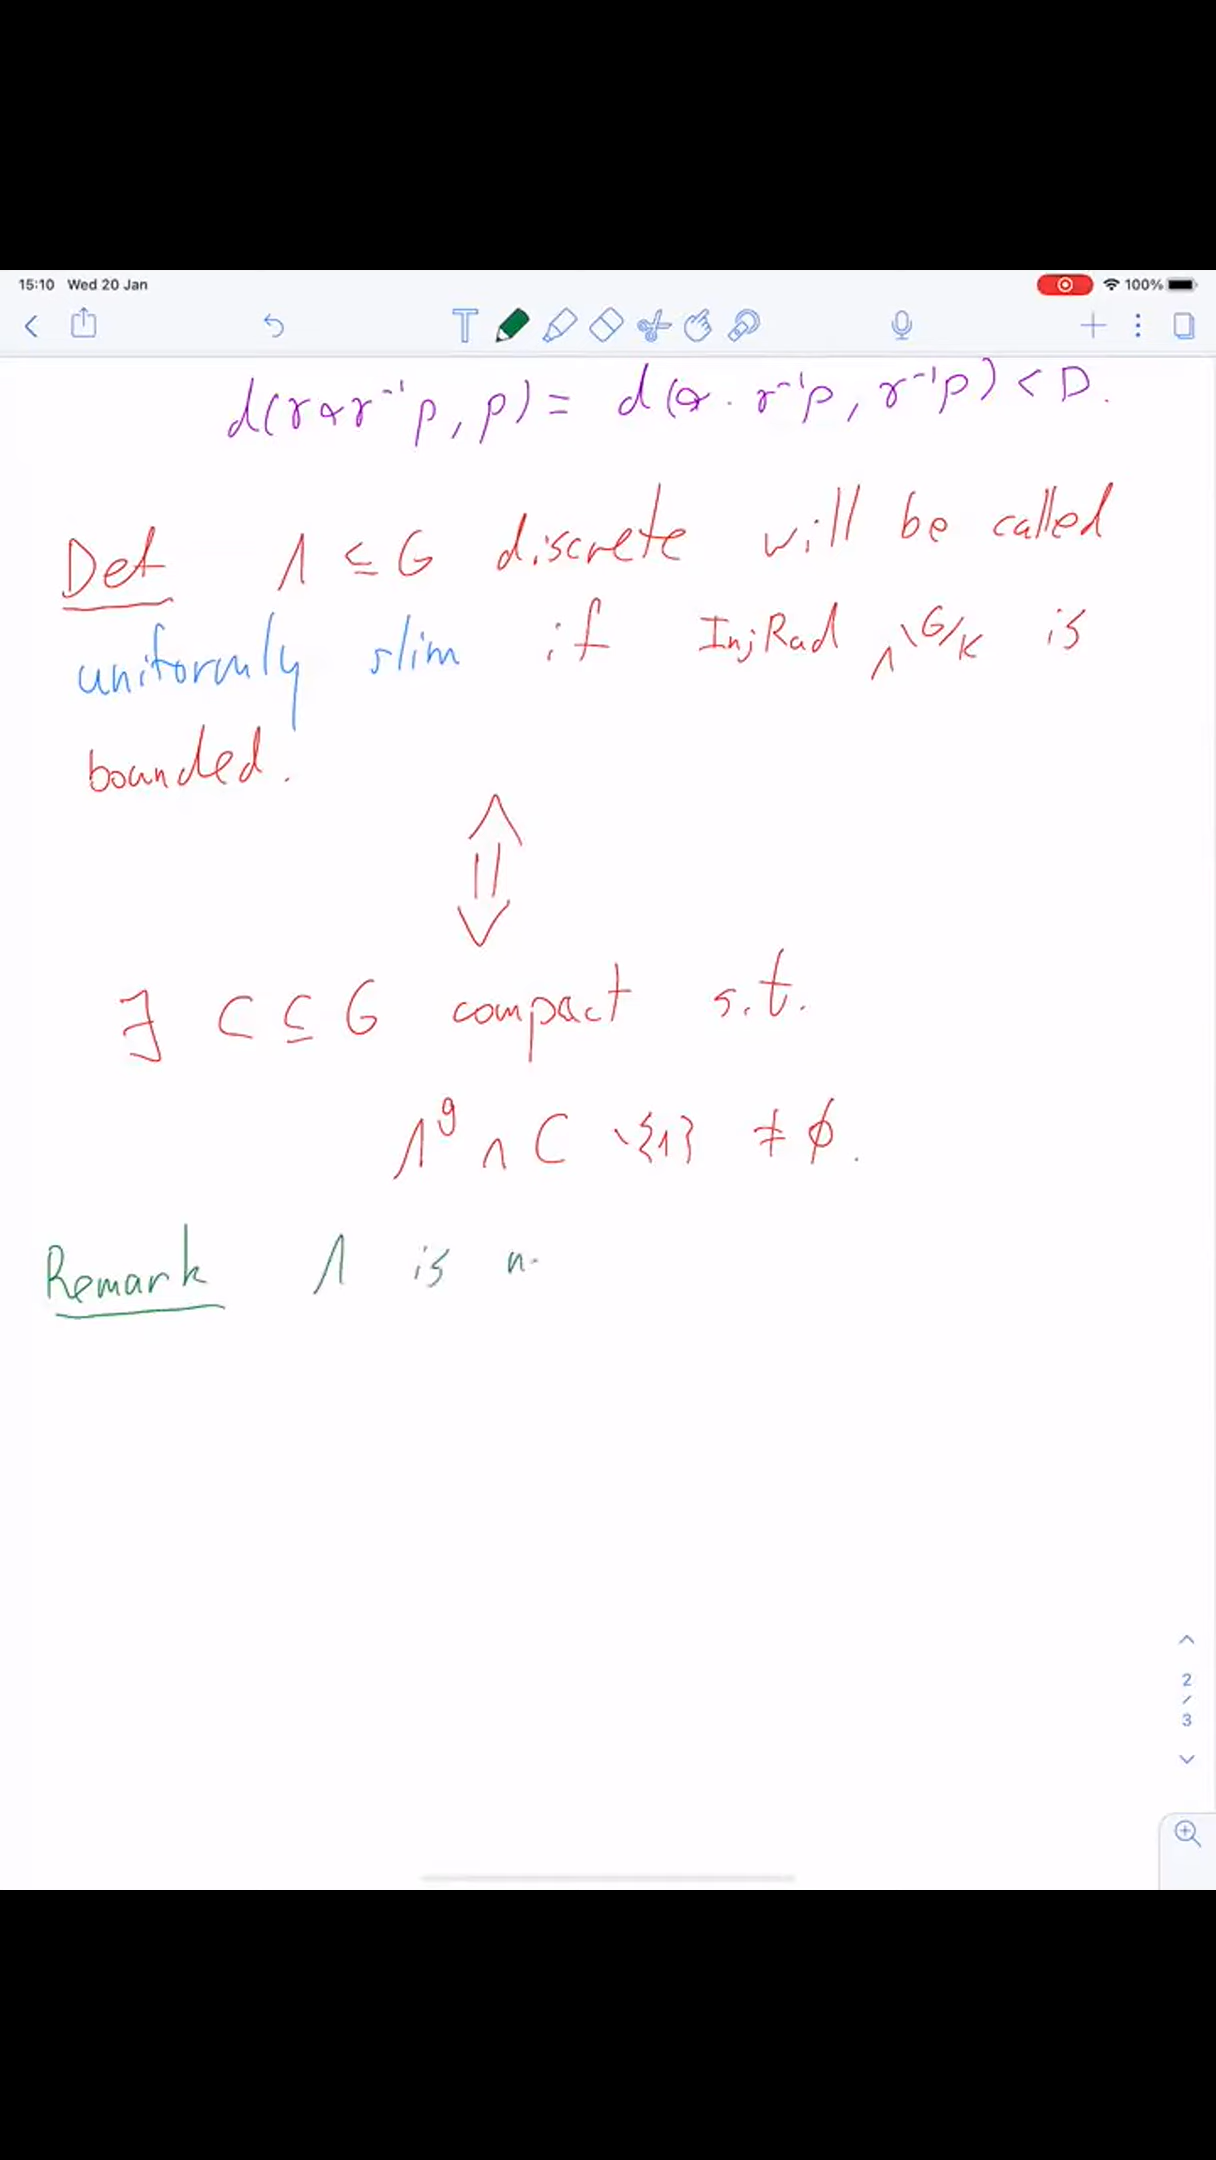 15:10 Wed 20 Jan 100%
d(γαγ⁻¹p, p) = d(α · γ⁻¹p, γ⁻¹p) < D.
Def Λ ⊆ G discrete will be called
uniformly slim if InjRad Λ\G/K is
bounded.
⇕
∃ C ⊆ G compact s.t.
Λᵍ ∩ C \{1} ≠ ∅.
Remark Λ is n
2
/
3